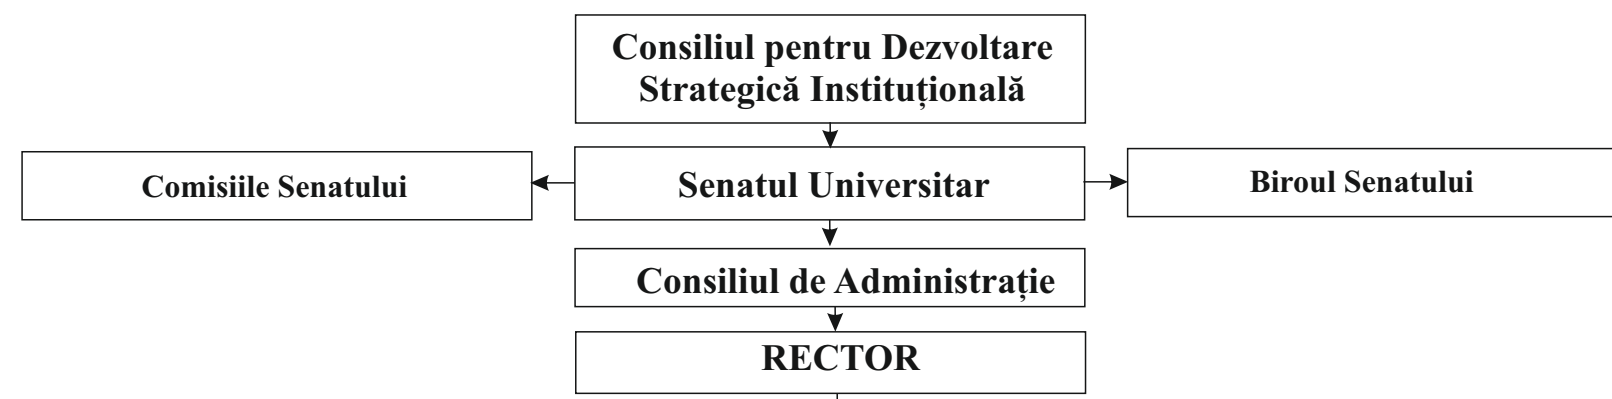 Consiliul pentru Dezvoltare
Strategică Instituțională
Comisiile Senatului
Senatul Universitar
Biroul Senatului
Consiliul de Administrație
RECTOR